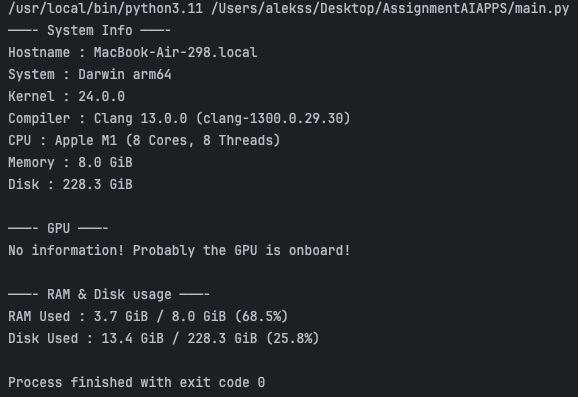 /usr/local/bin/python3.11 /Users/alekss/Desktop/AssignmentAIAPPS/main.py
———- System Info ———-
Hostname : MacBook-Air-298.local
System : Darwin arm64
Kernel : 24.0.0
Compiler : Clang 13.0.0 (clang-1300.0.29.30)
CPU : Apple M1 (8 Cores, 8 Threads)
Memory : 8.0 GiB
Disk : 228.3 GiB
———- GPU ———-
No information! Probably the GPU is onboard!
———- RAM & Disk usage ———-
RAM Used : 3.7 GiB / 8.0 GiB (68.5%)
Disk Used : 13.4 GiB / 228.3 GiB (25.8%)
Process finished with exit code 0